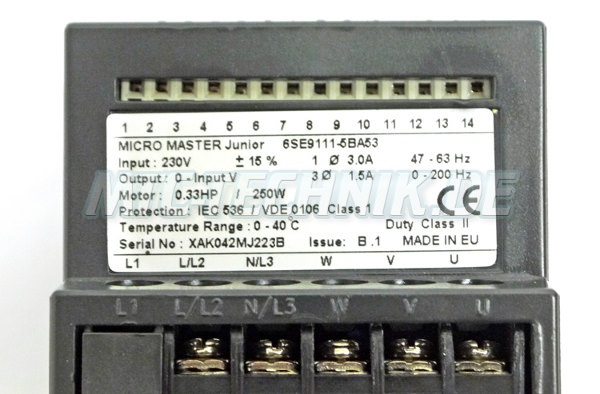 1 2 3 4 5 6 7 8 9 10 11 12 13 14
MICRO MASTER Junior 6SE9111-5BA53
Input : 230V ± 15 % 1 Ø 3.0A 47 - 63 Hz
Output : 0 - Input V 3 Ø 1.5A 0 - 200 Hz
Motor : 0.33HP 250W CE
Protection : IEC 536 VDE 0106 Class 1
Temperature Range : 0 - 40°C Duty Class II
Serial No : XAK042MJ223B Issue: B.1 MADE IN EU
L1 L/L2 N/L3 W V U
L1 L/L2 N/L3 W V U
MICTECHNIK.DE